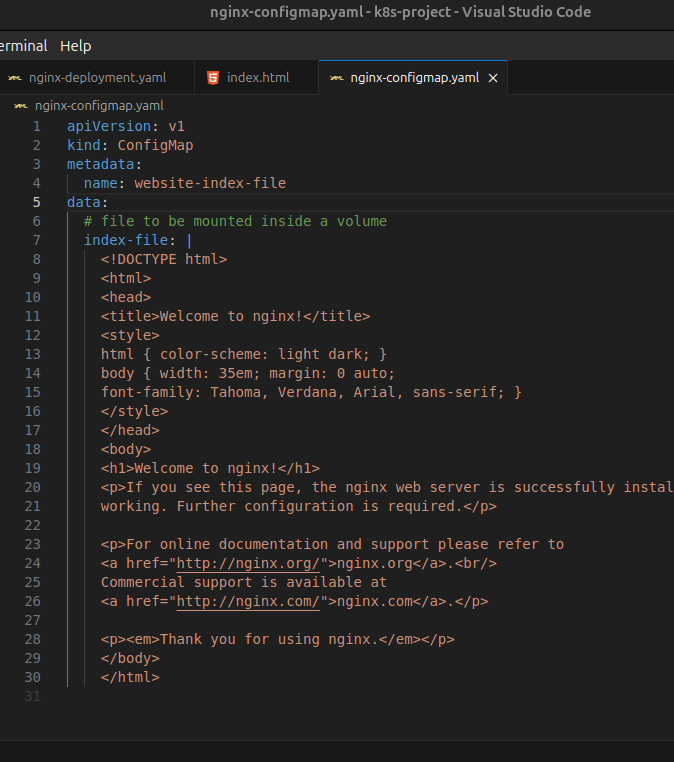 nginx-configmap.yaml - k8s-project - Visual Studio Code
Help
nginx-deployment.yaml index.html nginx-configmap.yaml
nginx-configmap.yaml
1 apiVersion: v1
2 kind: ConfigMap
3 metadata:
4 name: website-index-file
5 data:
6 # file to be mounted inside a volume
7 index-file: |
8 <!DOCTYPE html>
9 <html>
10 <head>
11 <title>Welcome to nginx!</title>
12 <style>
13 html { color-scheme: light dark; }
14 body { width: 35em; margin: 0 auto;
15 font-family: Tahoma, Verdana, Arial, sans-serif; }
16 </style>
17 </head>
18 <body>
19 <h1>Welcome to nginx!</h1>
20 <p>If you see this page, the nginx web server is successfully
21 working. Further configuration is required.</p>
22
23 <p>For online documentation and support please refer to
24 <a href="http://nginx.org/">nginx.org</a>.<br/>
25 Commercial support is available at
26 <a href="http://nginx.com/">nginx.com</a>.</p>
27
28 <p><em>Thank you for using nginx.</em></p>
29 </body>
30 </html>
31